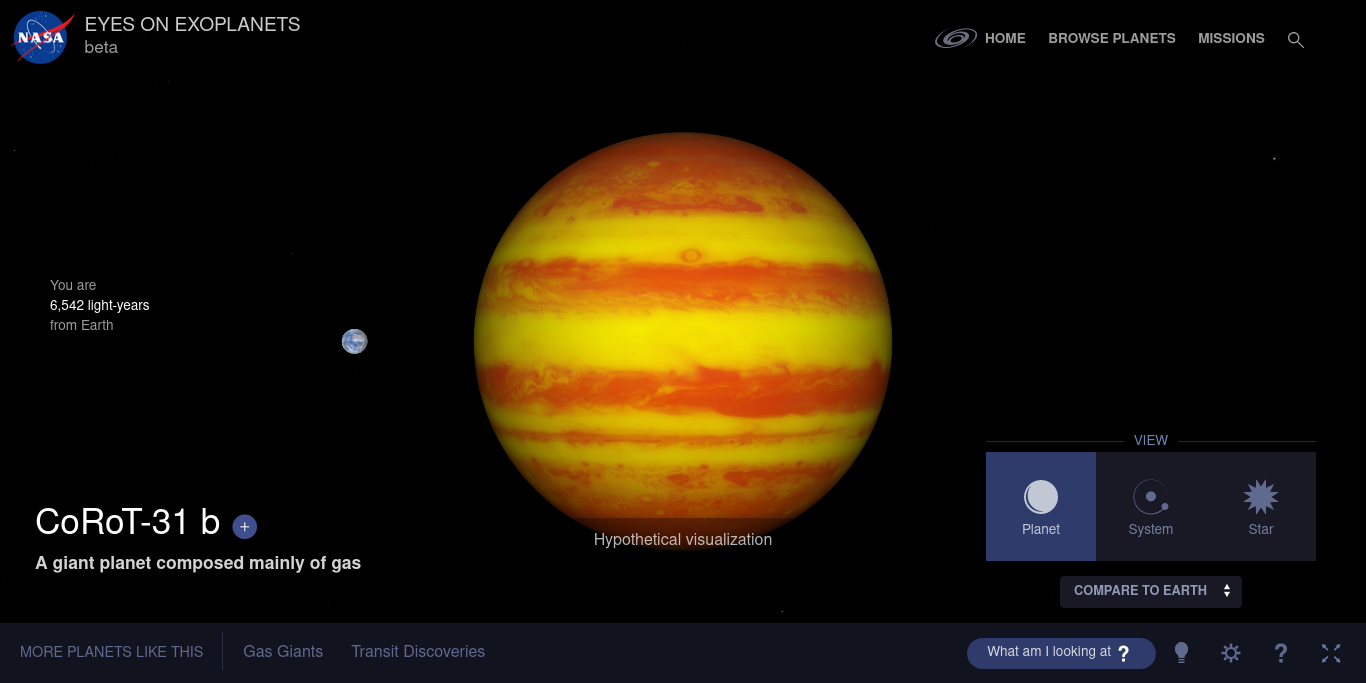 NASA
EYES ON EXOPLANETS
beta
HOME
BROWSE PLANETS
MISSIONS
You are
6,542 light-years
from Earth
VIEW
Planet
System
Star
COMPARE TO EARTH
CoRoT-31 b +
A giant planet composed mainly of gas
Hypothetical visualization
MORE PLANETS LIKE THIS
Gas Giants
Transit Discoveries
What am I looking at ?
?